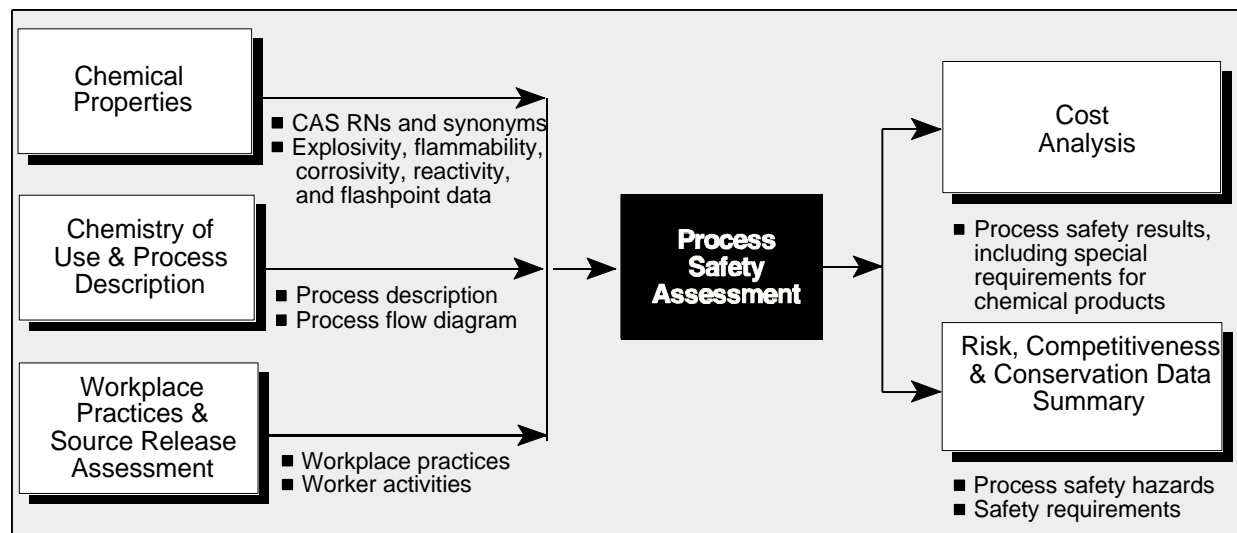 Chemical
Properties
■ CAS RNs and synonyms
■ Explosivity, flammability,
corrosivity, reactivity,
and flashpoint data
Chemistry of
Use & Process
Description
■ Process description
■ Process flow diagram
Workplace
Practices &
Source Release
Assessment
■ Workplace practices
■ Worker activities
Process
Safety
Assessment
Cost
Analysis
■ Process safety results,
including special
requirements for
chemical products
Risk, Competitiveness
& Conservation Data
Summary
■ Process safety hazards
■ Safety requirements